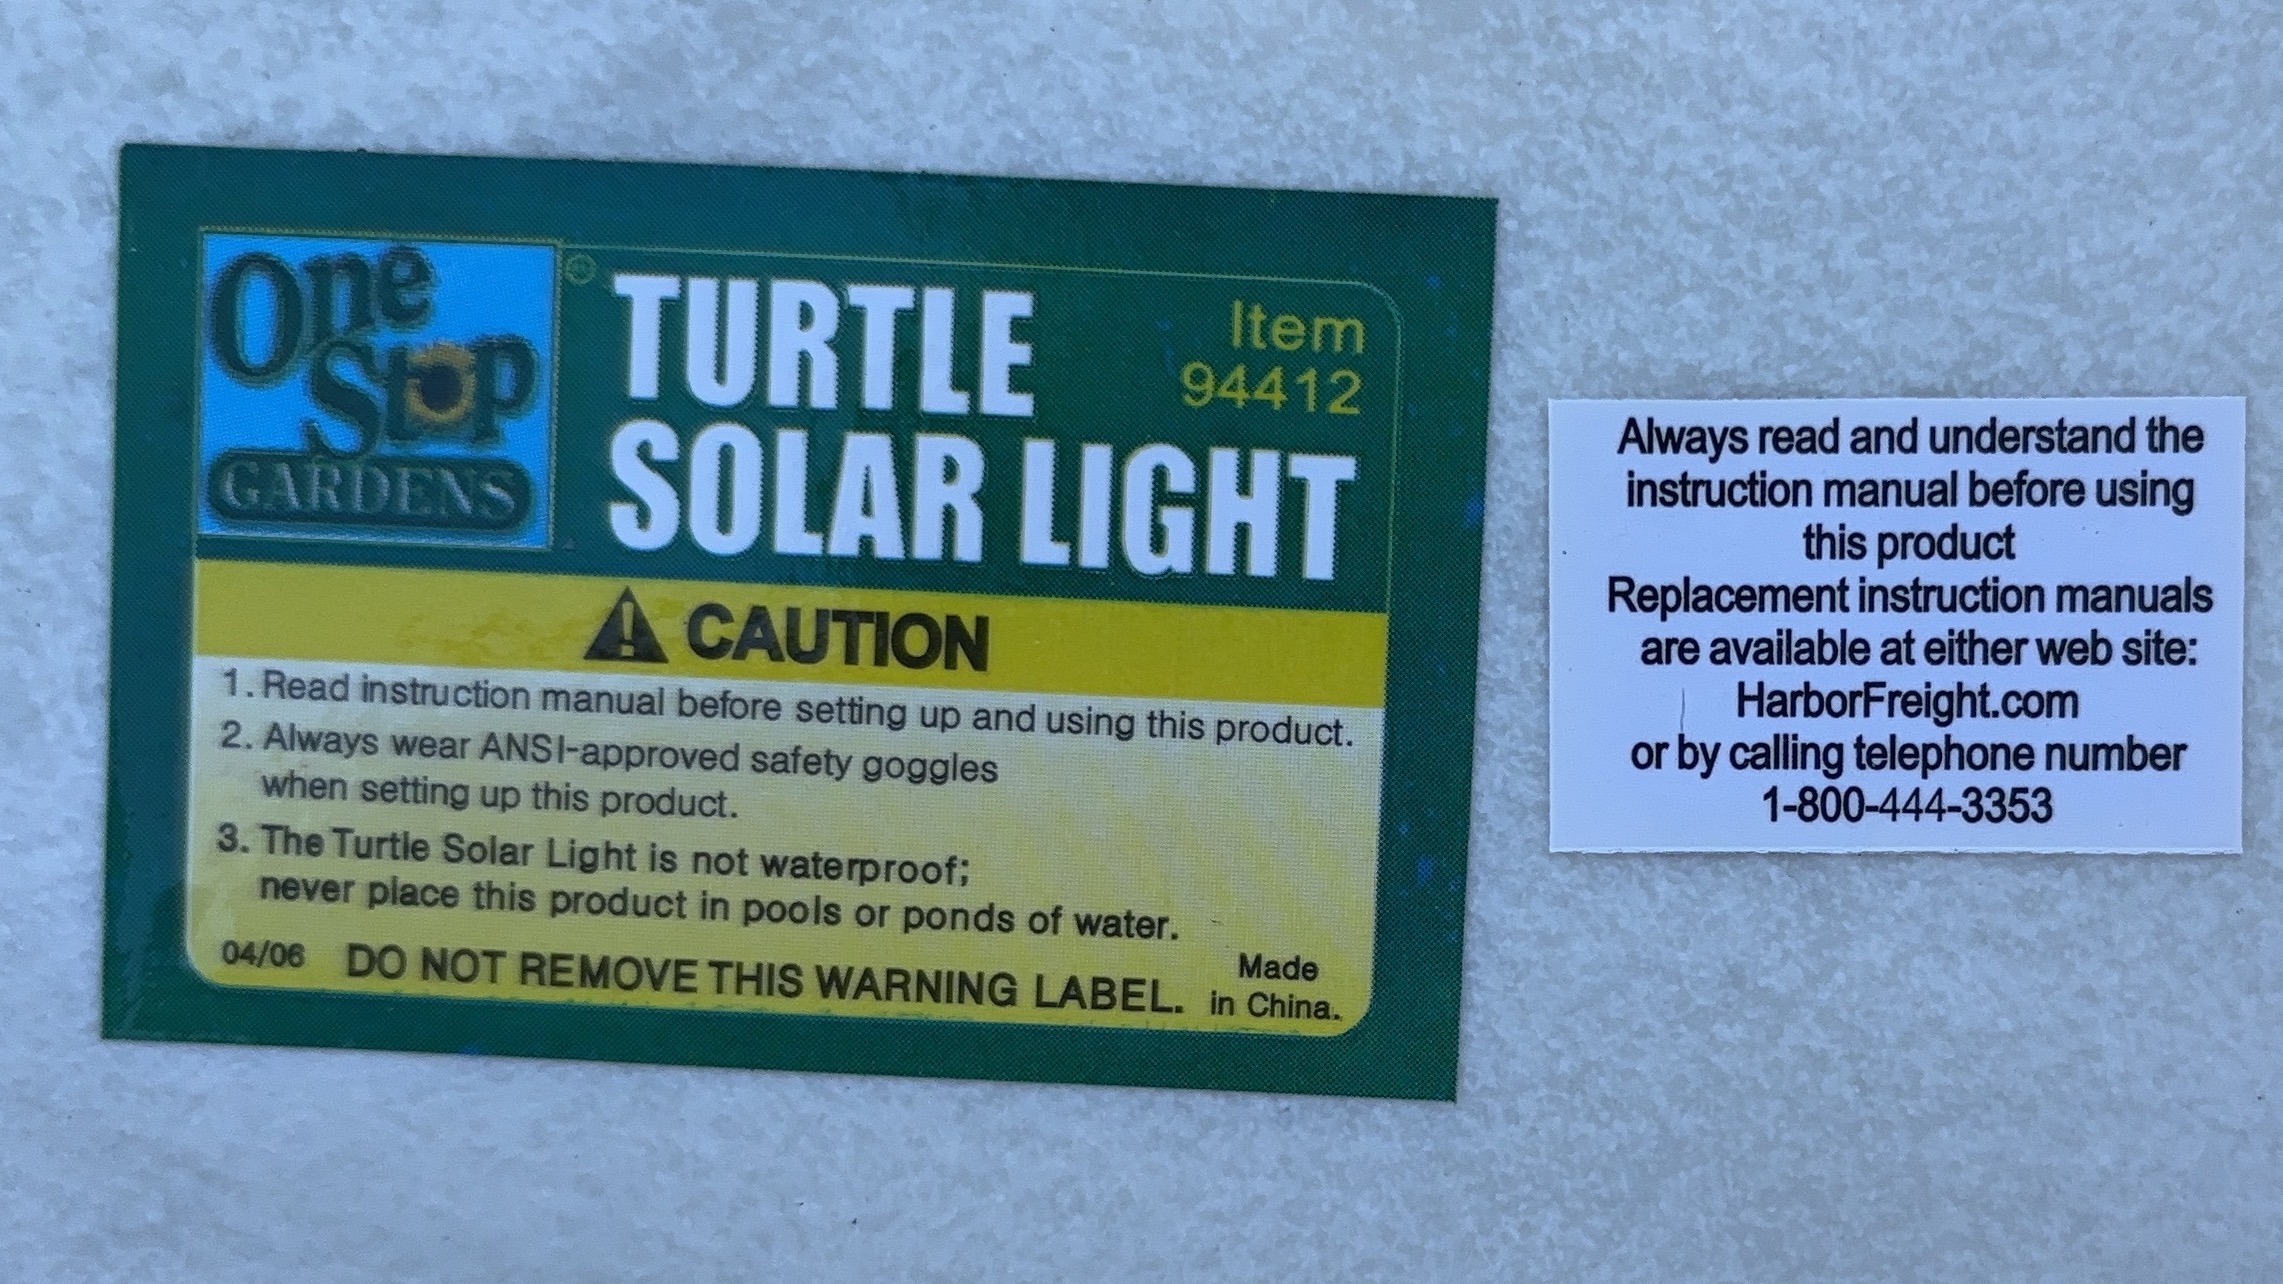 One
Stop
GARDENS
®
TURTLE
SOLAR LIGHT
Item
94412
CAUTION
1. Read instruction manual before setting up and using this product.
2. Always wear ANSI-approved safety goggles
when setting up this product.
3. The Turtle Solar Light is not waterproof;
never place this product in pools or ponds of water.
04/06 DO NOT REMOVE THIS WARNING LABEL.
Made
in China.
Always read and understand the
instruction manual before using
this product
Replacement instruction manuals
are available at either web site:
HarborFreight.com
or by calling telephone number
1-800-444-3353